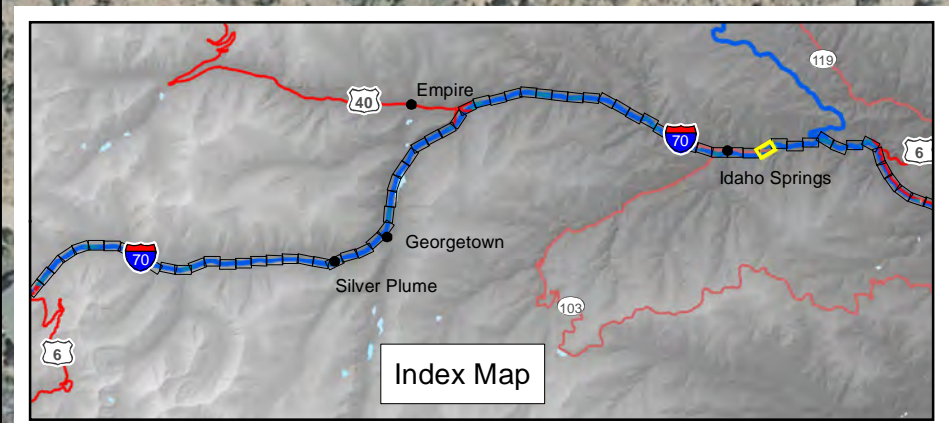 119
Empire
40
70
6
Idaho Springs
Georgetown
70
Silver Plume
103
6
Index Map